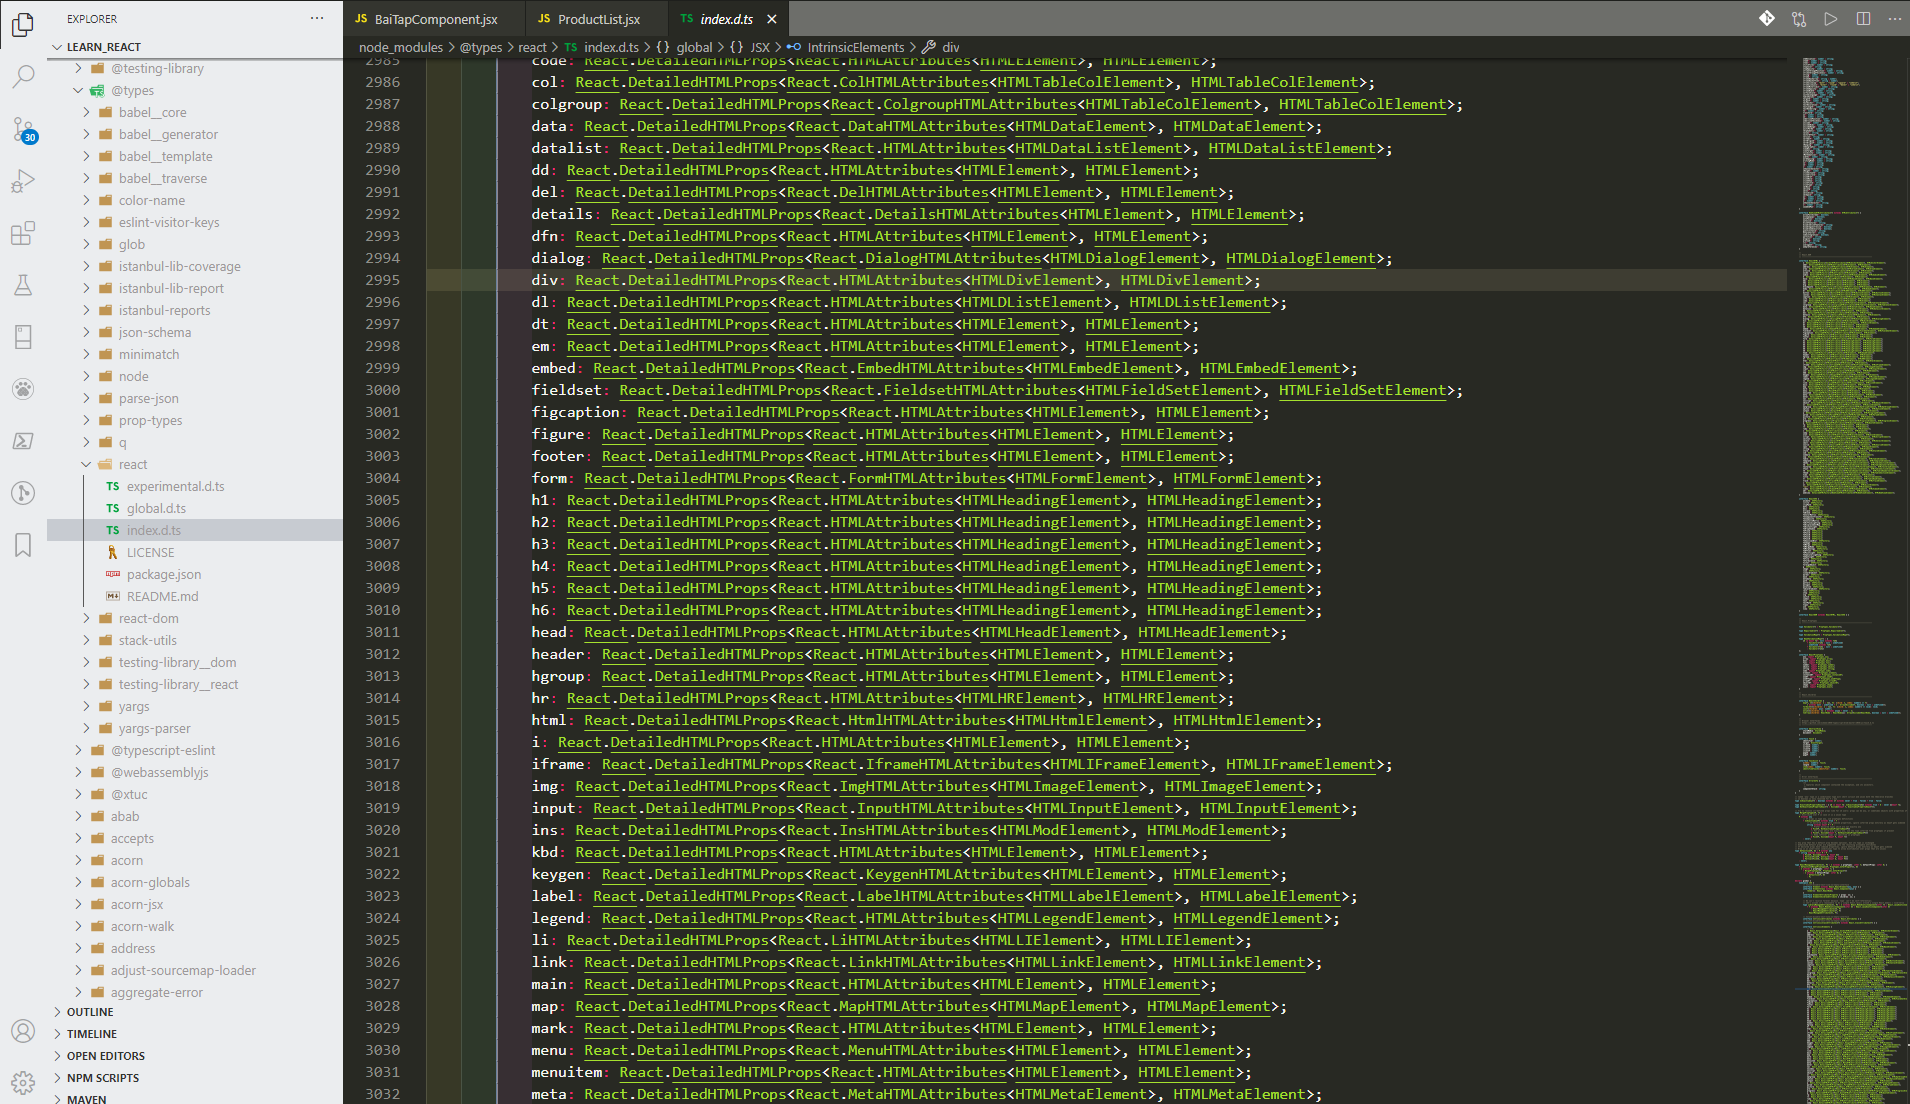 EXPLORER
LEARN_REACT
@testing-library
@types
babel__core
babel__generator
babel__template
babel__traverse
color-name
eslint-visitor-keys
glob
istanbul-lib-coverage
istanbul-lib-report
istanbul-reports
json-schema
minimatch
node
parse-json
prop-types
q
react
TS experimental.d.ts
TS global.d.ts
TS index.d.ts
LICENSE
package.json
README.md
react-dom
stack-utils
testing-library__dom
testing-library__react
yargs
yargs-parser
@typescript-eslint
@webassemblyjs
@xtuc
abab
accepts
acorn
acorn-globals
acorn-jsx
acorn-walk
address
adjust-sourcemap-loader
aggregate-error
OUTLINE
TIMELINE
OPEN EDITORS
NPM SCRIPTS
MAVEN
30
JS BaiTapComponent.jsx JS ProductList.jsx TS index.d.ts
node_modules > @types > react > TS index.d.ts > {} global > {} JSX > IntrinsicElements > div
2985 code: React.DetailedHTMLProps<React.HTMLAttributes<HTMLElement>, HTMLElement>;
2986 col: React.DetailedHTMLProps<React.ColHTMLAttributes<HTMLTableColElement>, HTMLTableColElement>;
2987 colgroup: React.DetailedHTMLProps<React.ColgroupHTMLAttributes<HTMLTableColElement>, HTMLTableColElement>;
2988 data: React.DetailedHTMLProps<React.DataHTMLAttributes<HTMLDataElement>, HTMLDataElement>;
2989 datalist: React.DetailedHTMLProps<React.HTMLAttributes<HTMLDataListElement>, HTMLDataListElement>;
2990 dd: React.DetailedHTMLProps<React.HTMLAttributes<HTMLElement>, HTMLElement>;
2991 del: React.DetailedHTMLProps<React.DelHTMLAttributes<HTMLElement>, HTMLElement>;
2992 details: React.DetailedHTMLProps<React.DetailsHTMLAttributes<HTMLElement>, HTMLElement>;
2993 dfn: React.DetailedHTMLProps<React.HTMLAttributes<HTMLElement>, HTMLElement>;
2994 dialog: React.DetailedHTMLProps<React.DialogHTMLAttributes<HTMLDialogElement>, HTMLDialogElement>;
2995 div: React.DetailedHTMLProps<React.HTMLAttributes<HTMLDivElement>, HTMLDivElement>;
2996 dl: React.DetailedHTMLProps<React.HTMLAttributes<HTMLDListElement>, HTMLDListElement>;
2997 dt: React.DetailedHTMLProps<React.HTMLAttributes<HTMLElement>, HTMLElement>;
2998 em: React.DetailedHTMLProps<React.HTMLAttributes<HTMLElement>, HTMLElement>;
2999 embed: React.DetailedHTMLProps<React.EmbedHTMLAttributes<HTMLEmbedElement>, HTMLEmbedElement>;
3000 fieldset: React.DetailedHTMLProps<React.FieldsetHTMLAttributes<HTMLFieldSetElement>, HTMLFieldSetElement>;
3001 figcaption: React.DetailedHTMLProps<React.HTMLAttributes<HTMLElement>, HTMLElement>;
3002 figure: React.DetailedHTMLProps<React.HTMLAttributes<HTMLElement>, HTMLElement>;
3003 footer: React.DetailedHTMLProps<React.HTMLAttributes<HTMLElement>, HTMLElement>;
3004 form: React.DetailedHTMLProps<React.FormHTMLAttributes<HTMLFormElement>, HTMLFormElement>;
3005 h1: React.DetailedHTMLProps<React.HTMLAttributes<HTMLHeadingElement>, HTMLHeadingElement>;
3006 h2: React.DetailedHTMLProps<React.HTMLAttributes<HTMLHeadingElement>, HTMLHeadingElement>;
3007 h3: React.DetailedHTMLProps<React.HTMLAttributes<HTMLHeadingElement>, HTMLHeadingElement>;
3008 h4: React.DetailedHTMLProps<React.HTMLAttributes<HTMLHeadingElement>, HTMLHeadingElement>;
3009 h5: React.DetailedHTMLProps<React.HTMLAttributes<HTMLHeadingElement>, HTMLHeadingElement>;
3010 h6: React.DetailedHTMLProps<React.HTMLAttributes<HTMLHeadingElement>, HTMLHeadingElement>;
3011 head: React.DetailedHTMLProps<React.HTMLAttributes<HTMLHeadElement>, HTMLHeadElement>;
3012 header: React.DetailedHTMLProps<React.HTMLAttributes<HTMLElement>, HTMLElement>;
3013 hgroup: React.DetailedHTMLProps<React.HTMLAttributes<HTMLElement>, HTMLElement>;
3014 hr: React.DetailedHTMLProps<React.HTMLAttributes<HTMLHRElement>, HTMLHRElement>;
3015 html: React.DetailedHTMLProps<React.HtmlHTMLAttributes<HTMLHtmlElement>, HTMLHtmlElement>;
3016 i: React.DetailedHTMLProps<React.HTMLAttributes<HTMLElement>, HTMLElement>;
3017 iframe: React.DetailedHTMLProps<React.IframeHTMLAttributes<HTMLIFrameElement>, HTMLIFrameElement>;
3018 img: React.DetailedHTMLProps<React.ImgHTMLAttributes<HTMLImageElement>, HTMLImageElement>;
3019 input: React.DetailedHTMLProps<React.InputHTMLAttributes<HTMLInputElement>, HTMLInputElement>;
3020 ins: React.DetailedHTMLProps<React.InsHTMLAttributes<HTMLModElement>, HTMLModElement>;
3021 kbd: React.DetailedHTMLProps<React.HTMLAttributes<HTMLElement>, HTMLElement>;
3022 keygen: React.DetailedHTMLProps<React.KeygenHTMLAttributes<HTMLElement>, HTMLElement>;
3023 label: React.DetailedHTMLProps<React.LabelHTMLAttributes<HTMLLabelElement>, HTMLLabelElement>;
3024 legend: React.DetailedHTMLProps<React.HTMLAttributes<HTMLLegendElement>, HTMLLegendElement>;
3025 li: React.DetailedHTMLProps<React.LiHTMLAttributes<HTMLLIElement>, HTMLLIElement>;
3026 link: React.DetailedHTMLProps<React.LinkHTMLAttributes<HTMLLinkElement>, HTMLLinkElement>;
3027 main: React.DetailedHTMLProps<React.HTMLAttributes<HTMLElement>, HTMLElement>;
3028 map: React.DetailedHTMLProps<React.MapHTMLAttributes<HTMLMapElement>, HTMLMapElement>;
3029 mark: React.DetailedHTMLProps<React.HTMLAttributes<HTMLElement>, HTMLElement>;
3030 menu: React.DetailedHTMLProps<React.MenuHTMLAttributes<HTMLElement>, HTMLElement>;
3031 menuitem: React.DetailedHTMLProps<React.HTMLAttributes<HTMLElement>, HTMLElement>;
3032 meta: React.DetailedHTMLProps<React.MetaHTMLAttributes<HTMLMetaElement>, HTMLMetaElement>;